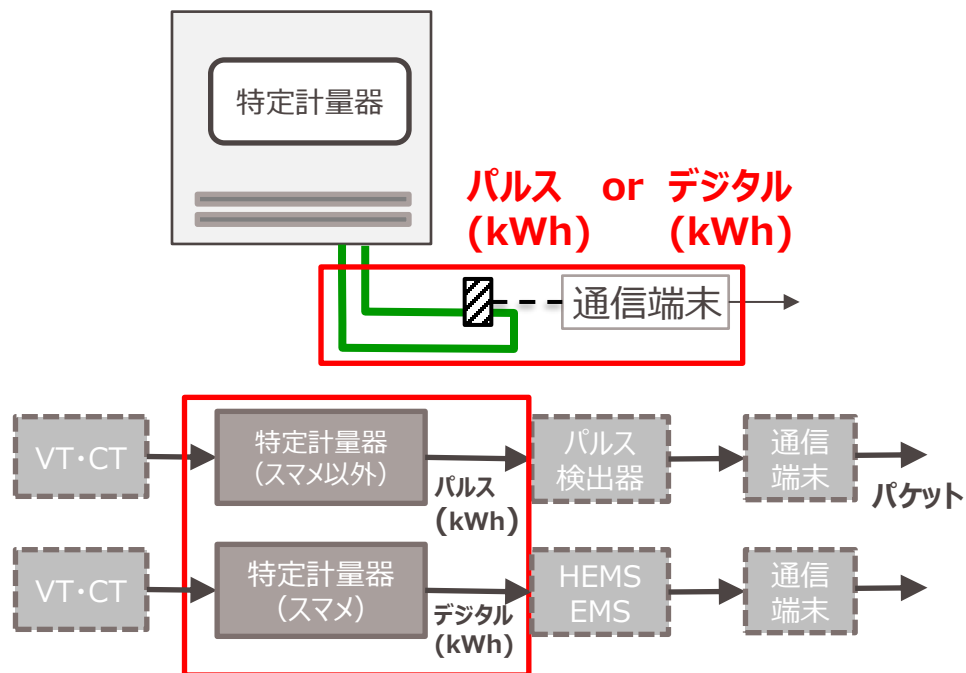 特定計量器
パルス or デジタル
(kWh) (kWh)
通信端末
VT・CT
特定計量器
（スマメ以外）
パルス
(kWh)
パルス
検出器
通信
端末
パケット
VT・CT
特定計量器
（スマメ）
デジタル
(kWh)
HEMS
EMS
通信
端末